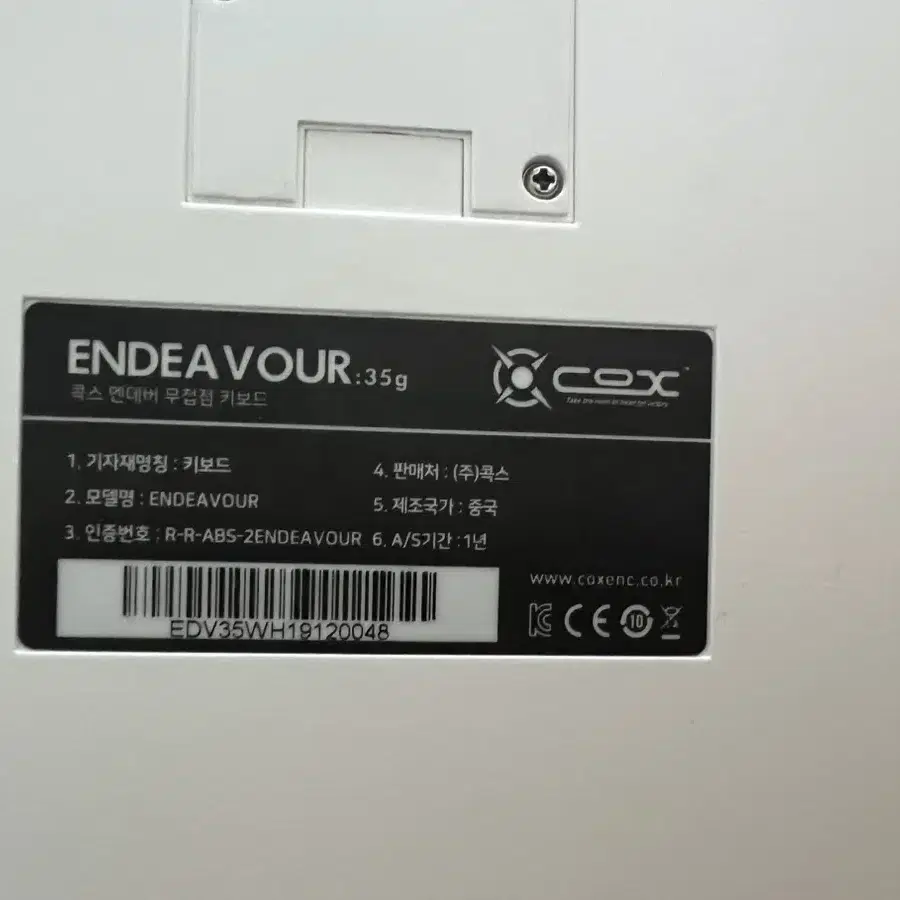 ENDEAVOUR:35g
콕스 엔데버 무접점 키보드
COX
1. 기자재명칭 : 키보드
2. 모델명 : ENDEAVOUR
3. 인증번호 : R-R-ABS-2ENDEAVOUR
4. 판매처 : (주)콕스
5. 제조국가 : 중국
6. A/S기간 : 1년
EDV35WH19120048
www.coxenc.co.kr
CE 10